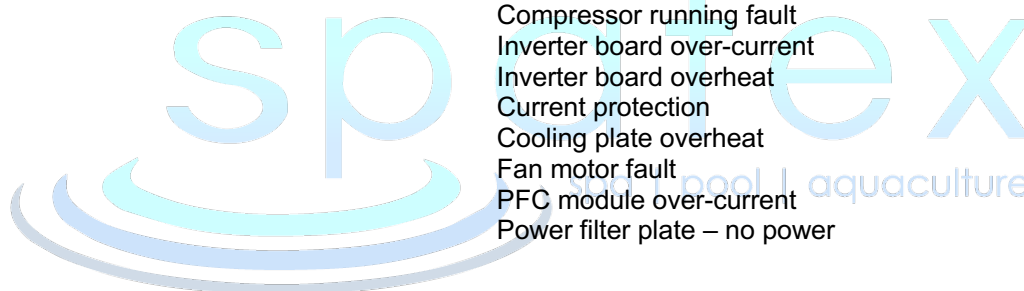 Compressor running fault
Inverter board over-current
Inverter board overheat
Current protection
Cooling plate overheat
Fan motor fault
PFC module over-current
Power filter plate – no power
spatex
spa | pool | aquaculture